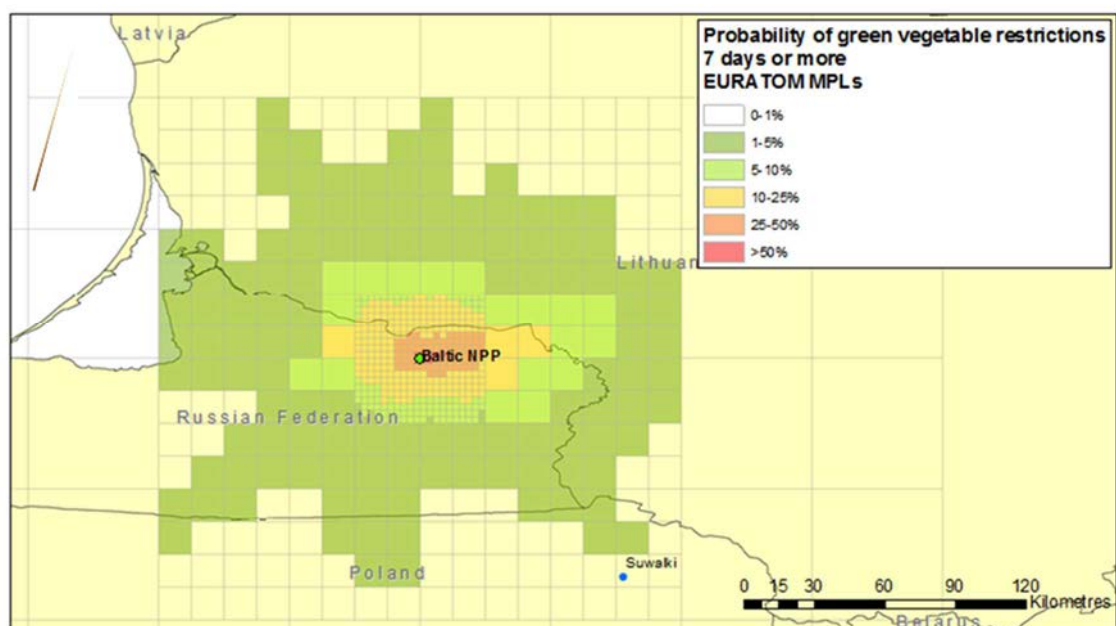 Latvia
Probability of green vegetable restrictions
7 days or more
EURATOM MPLs
0-1%
1-5%
5-10%
10-25%
25-50%
>50%
Lithuan
Baltic NPP
Russian Federation
Poland
Suwalki
0 15 30 60 90 120
Kilometres
Belarus